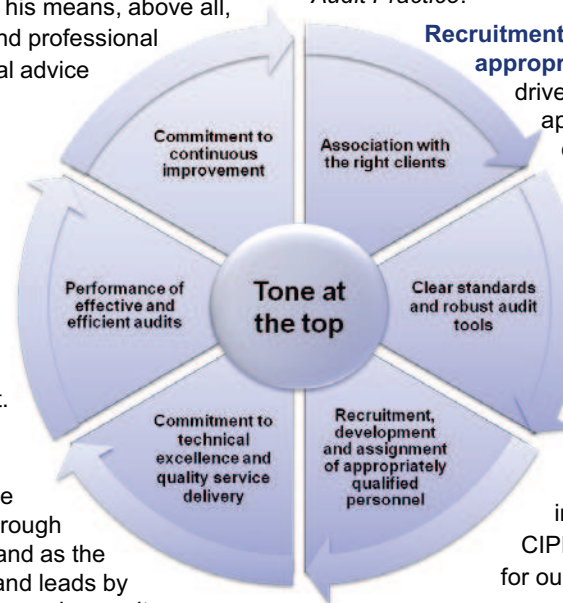 his means, above all,
nd professional
al advice
Audit Practice.
Recruitment
appropr
drive
ap
Commitment to
continuous
improvement
Association with
the right clients
Clear standards
and robust audit
tools
Recruitment,
development
and assignment
of appropriately
qualified
personnel
Commitment to
technical
excellence and
quality service
delivery
Performance of
effective and
efficient audits
Tone at
the top
t.
e
rough
and as the
and leads by
in
CIP
for ou